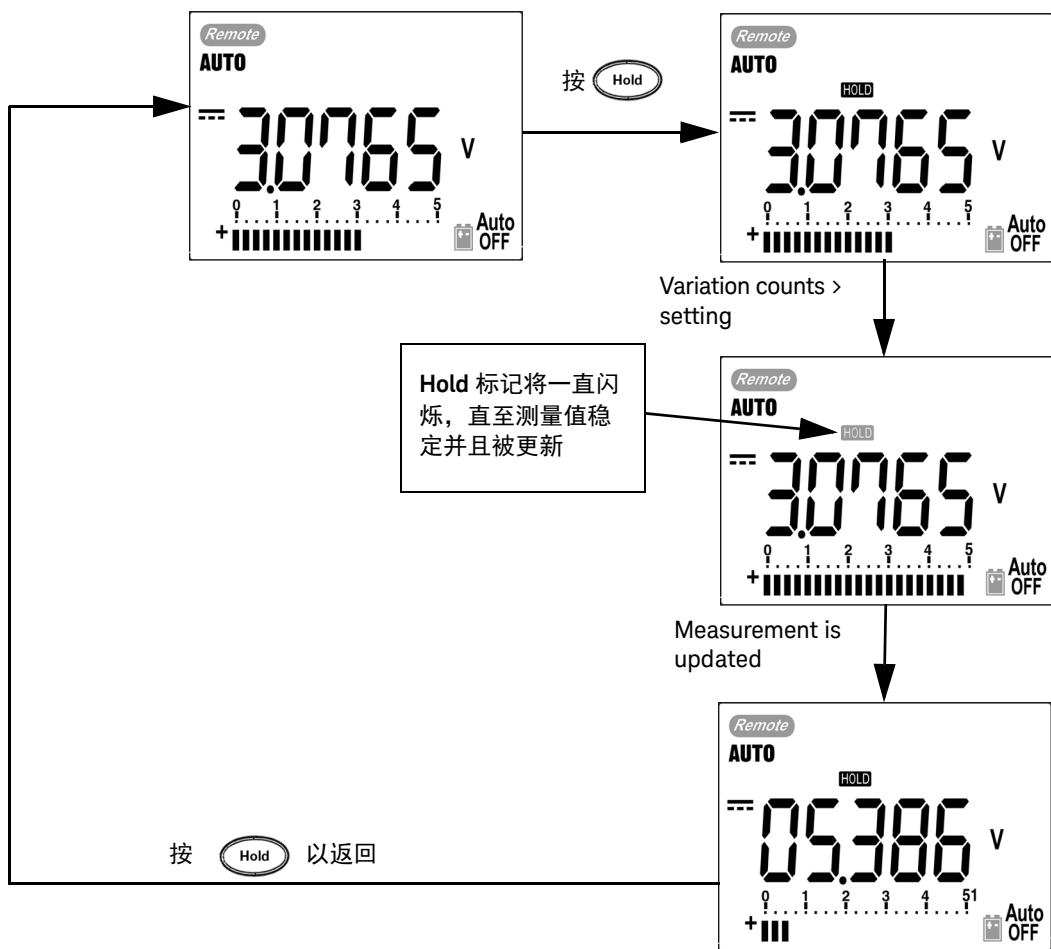 Remote
AUTO
3.0765 V
0 1 2 3 4 5
+
Auto
OFF
按 Hold
Remote
AUTO
HOLD
3.0765 V
0 1 2 3 4 5
+
Auto
OFF
Variation counts >
setting
Hold 标记将一直闪
烁，直至测量值稳
定并且被更新
Remote
AUTO
HOLD
3.0765 V
0 1 2 3 4 5
+
Auto
OFF
Measurement is
updated
Remote
AUTO
HOLD
05.386 V
0 1 2 3 4 51
+
Auto
OFF
按 Hold 以返回